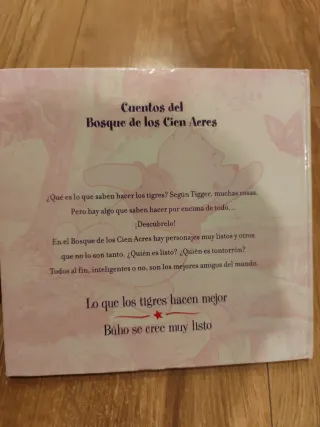 Cuentos del
Bosque de los Cien Acres
¿Qué es lo que saben hacer los tigres? Según Tigger, muchas cosas.
Pero hay algo que saben hacer por encima de todo...
¡Descúbrelo!
En el Bosque de los Cien Acres hay personajes muy listos y otros
que no lo son tanto. ¿Quién es listo? ¿Quién es tontorrón?
Todos al fin, inteligentes o no, son los mejores amigos del mundo.
Lo que los tigres hacen mejor
Búho se cree muy listo